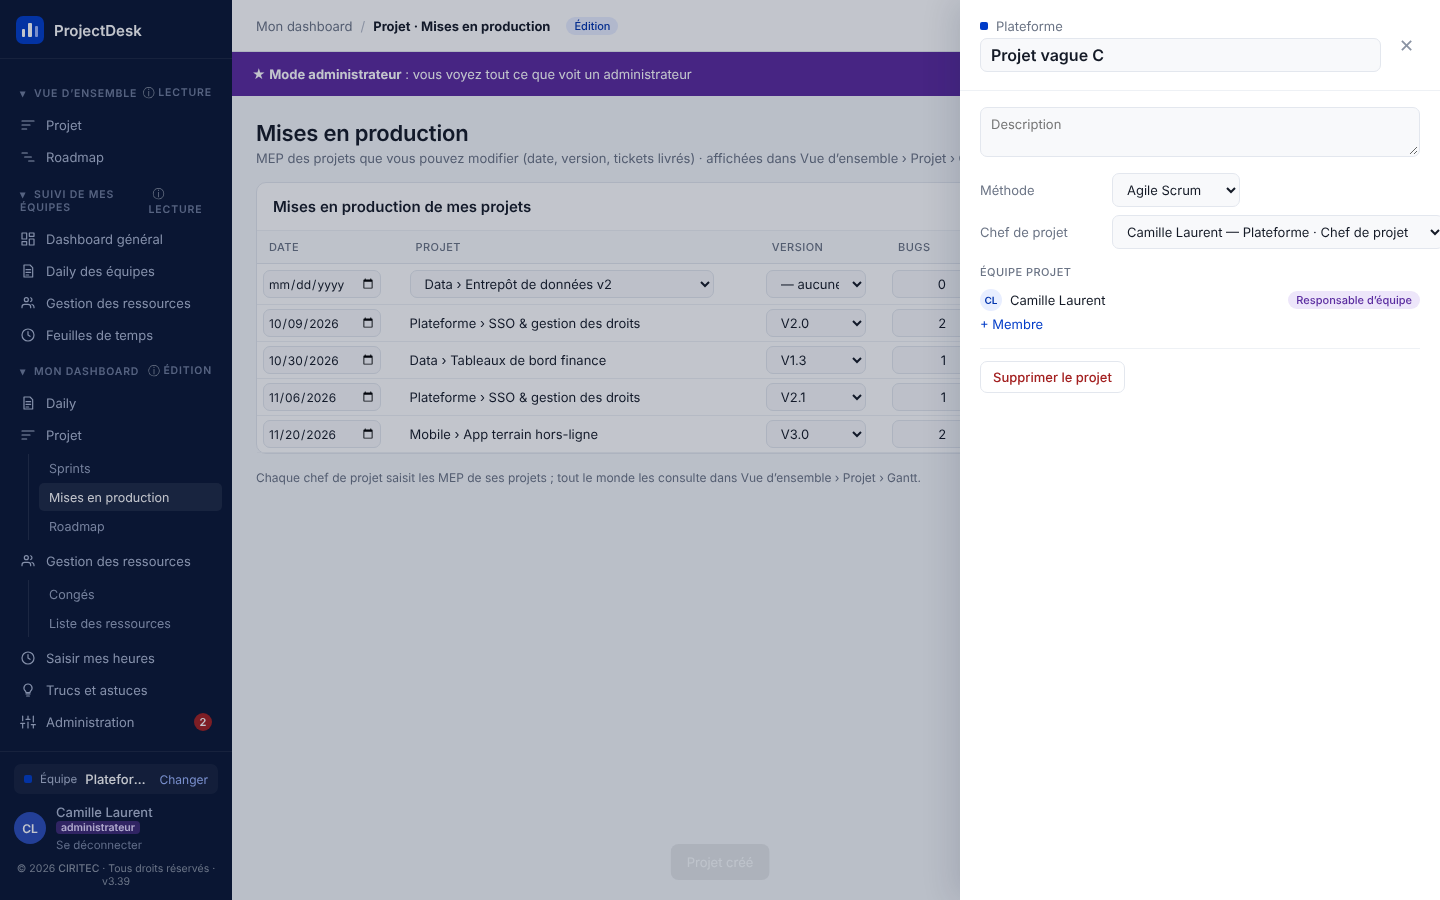 ProjectDesk
▼ VUE D'ENSEMBLE ⓘ LECTURE
Projet
Roadmap
▼ SUIVI DE MES ÉQUIPES ⓘ LECTURE
Dashboard général
Daily des équipes
Gestion des ressources
Feuilles de temps
▼ MON DASHBOARD ⓘ ÉDITION
Daily
Projet
Sprints
Mises en production
Roadmap
Gestion des ressources
Congés
Liste des ressources
Saisir mes heures
Trucs et astuces
Administration 2
Équipe Platefor... Changer
CL Camille Laurent
administrateur
Se déconnecter
© 2026 CIRITEC · Tous droits réservés ·
v3.39
Mon dashboard / Projet · Mises en production Édition
★ Mode administrateur : vous voyez tout ce que voit un administrateur
Mises en production
MEP des projets que vous pouvez modifier (date, version, tickets livrés) · affichées dans Vue d'ensemble › Projet ›
Mises en production de mes projets
DATE PROJET VERSION BUGS
mm/dd/yyyy Data › Entrepôt de données v2 — aucune 0
10/09/2026 Plateforme › SSO & gestion des droits V2.0 2
10/30/2026 Data › Tableaux de bord finance V1.3 1
11/06/2026 Plateforme › SSO & gestion des droits V2.1 1
11/20/2026 Mobile › App terrain hors-ligne V3.0 2
Chaque chef de projet saisit les MEP de ses projets ; tout le monde les consulte dans Vue d'ensemble › Projet › Gantt.
Projet créé
Plateforme
Projet vague C
Description
Méthode Agile Scrum
Chef de projet Camille Laurent — Plateforme · Chef de projet
ÉQUIPE PROJET
CL Camille Laurent Responsable d'équipe
+ Membre
Supprimer le projet